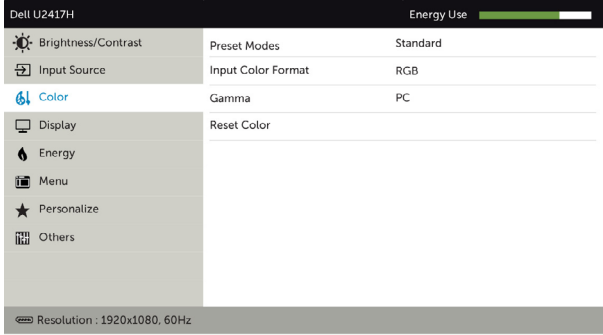 Dell U2417H Energy Use
Brightness/Contrast
Preset Modes Standard
Input Source
Input Color Format RGB
Color
Gamma PC
Display
Reset Color
Energy
Menu
Personalize
Others
Resolution : 1920x1080, 60Hz